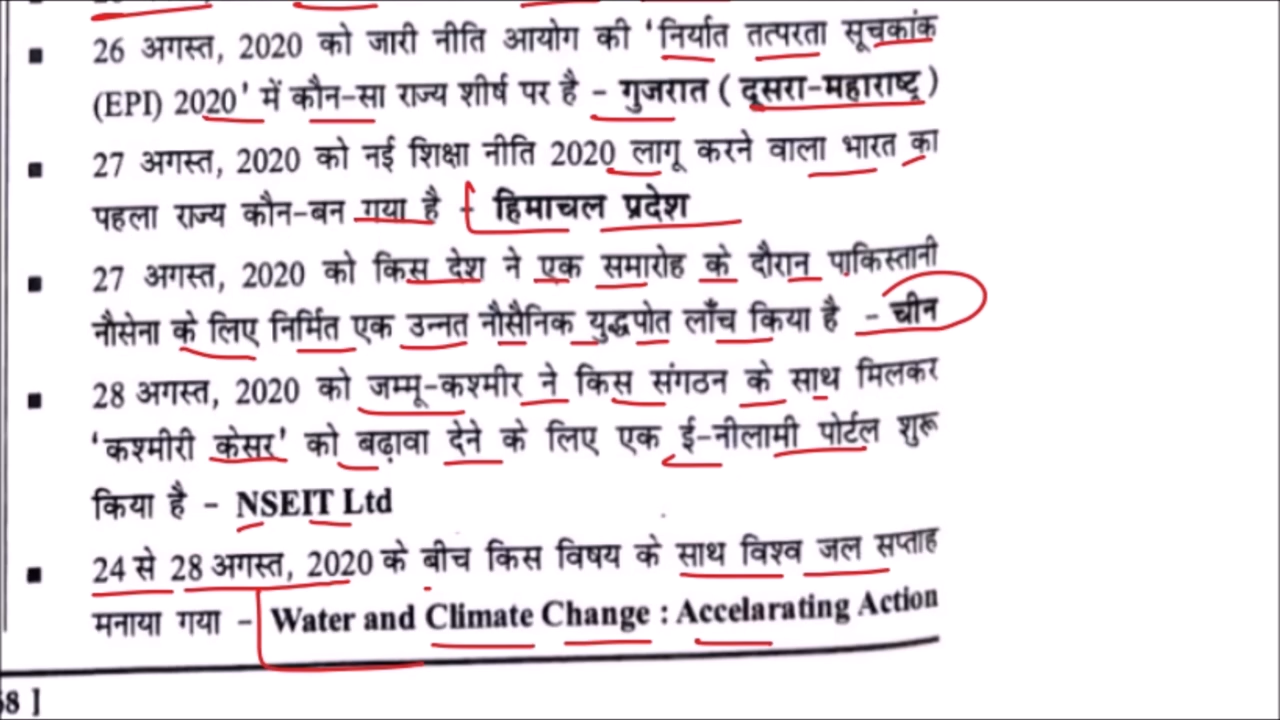 26 अगस्त, 2020 को जारी नीति आयोग की 'निर्यात तत्परता सूचकांक
(EPI) 2020' में कौन-सा राज्य शीर्ष पर है - गुजरात ( दूसरा-महाराष्ट्र )
27 अगस्त, 2020 को नई शिक्षा नीति 2020 लागू करने वाला भारत का
पहला राज्य कौन-बन गया है - हिमाचल प्रदेश
27 अगस्त, 2020 को किस देश ने एक समारोह के दौरान पाकिस्तानी
नौसेना के लिए निर्मित एक उन्नत नौसैनिक युद्धपोत लाँच किया है - चीन
28 अगस्त, 2020 को जम्मू-कश्मीर ने किस संगठन के साथ मिलकर
'कश्मीरी केसर' को बढ़ावा देने के लिए एक ई-नीलामी पोर्टल शुरू
किया है - NSEIT Ltd
24 से 28 अगस्त, 2020 के बीच किस विषय के साथ विश्व जल सप्ताह
मनाया गया - Water and Climate Change : Accelarating Action
68 ]